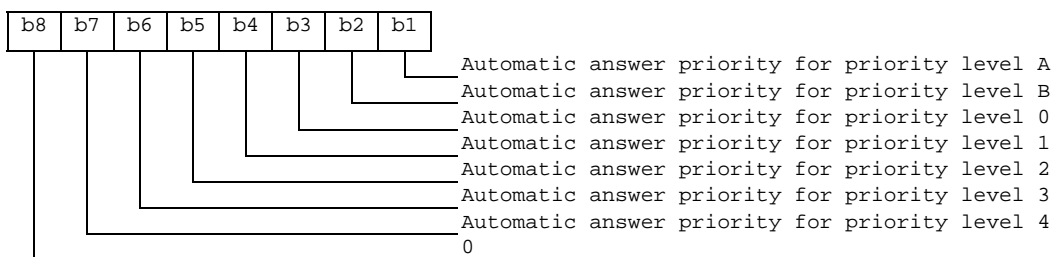 b8 b7 b6 b5 b4 b3 b2 b1
Automatic answer priority for priority level A
Automatic answer priority for priority level B
Automatic answer priority for priority level 0
Automatic answer priority for priority level 1
Automatic answer priority for priority level 2
Automatic answer priority for priority level 3
Automatic answer priority for priority level 4
0